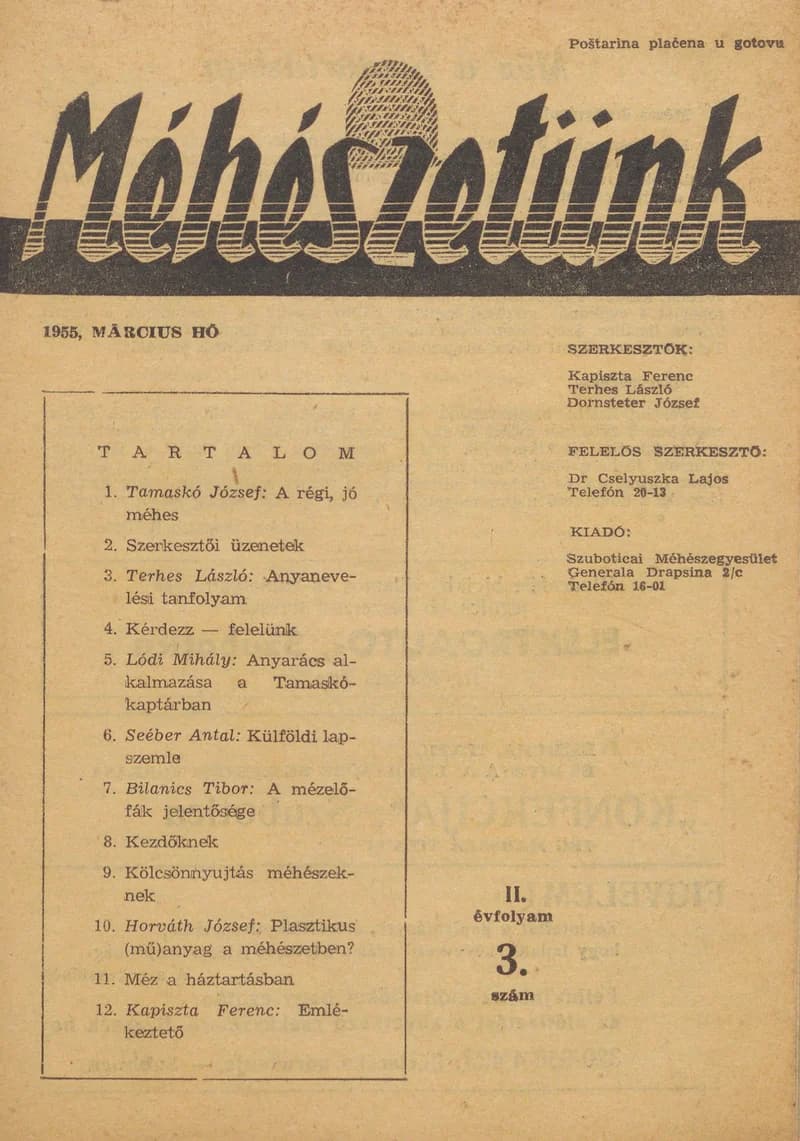 Poštarina plaćena u gotovu
Méhészetünk
1955, MÁRCIUS HÓ
TARTALOM
1. Tamaskó József: A régi, jó
méhes
2. Szerkesztői üzenetek
3. Terhes László: Anyaneve-
lési tanfolyam
4. Kérdezz — felelünk
5. Lódi Mihály: Anyarács al-
kalmazása a Tamaskó-
kaptárban
6. Seéber Antal: Külföldi lap-
szemle
7. Bilanics Tibor: A mézelő-
fák jelentősége
8. Kezdőknek
9. Kölcsönnyujtás méhészek-
nek
10. Horváth József: Plasztikus
(mű)anyag a méhészetben?
11. Méz a háztartásban
12. Kapiszta Ferenc: Emlé-
keztető
SZERKESZTŐK:
Kapiszta Ferenc
Terhes László
Dornsteter József
FELELŐS SZERKESZTŐ:
Dr Cselyuszka Lajos
Telefón 20-13
KIADÓ:
Szuboticai Méhészegyesület
Generala Drapsina 2/c
Telefón 16-01
II.
évfolyam
3.
szám